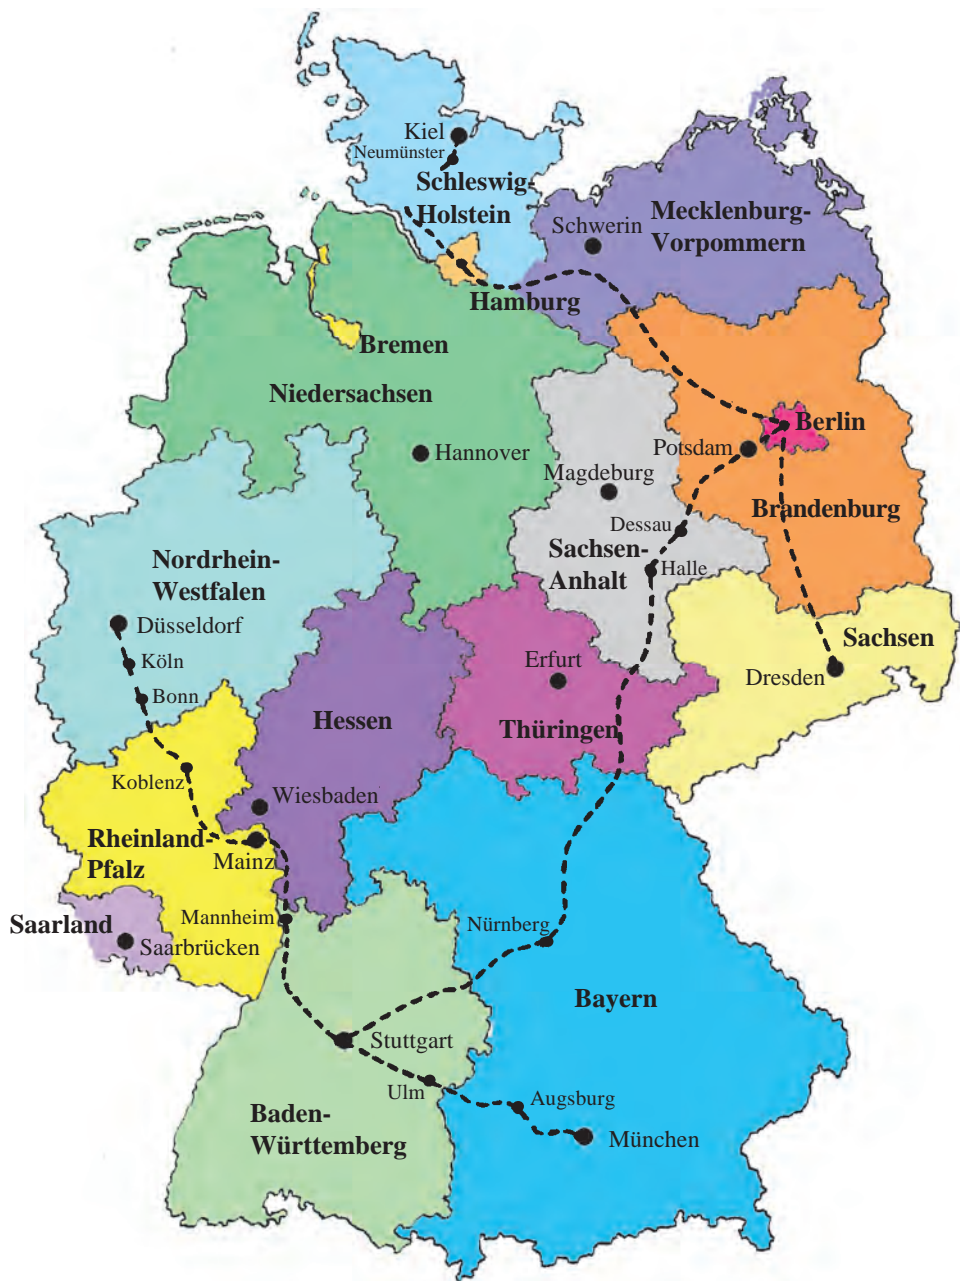 Kiel
Neumünster
Schleswig-
Holstein
Mecklenburg-
Vorpommern
Schwerin
Hamburg
Bremen
Niedersachsen
Berlin
Potsdam
Hannover
Magdeburg
Brandenburg
Dessau
Sachsen-
Anhalt
Halle
Nordrhein-
Westfalen
Düsseldorf
Sachsen
Köln
Erfurt
Dresden
Bonn
Hessen
Thüringen
Koblenz
Wiesbaden
Rheinland-
Pfalz
Mainz
Mannheim
Nürnberg
Saarland
Saarbrücken
Bayern
Stuttgart
Ulm
Augsburg
Baden-
Württemberg
München